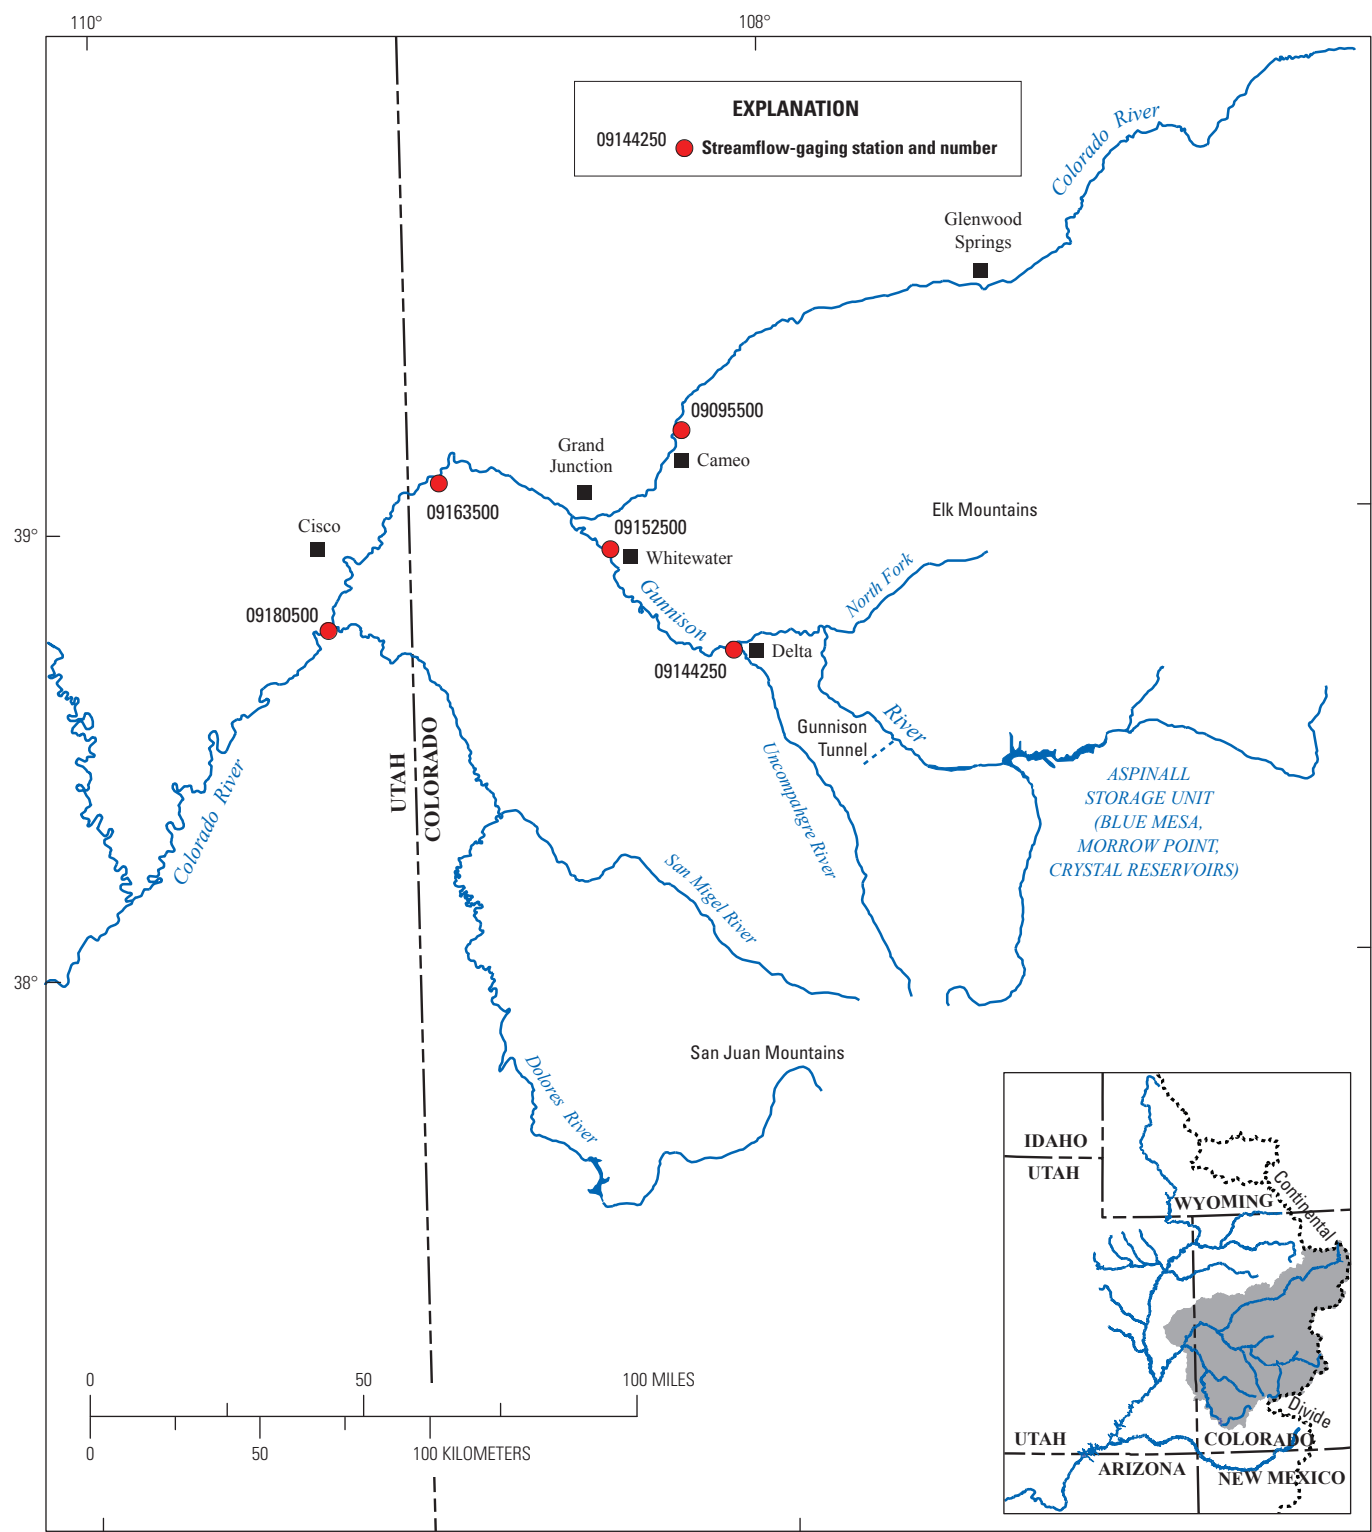 110°
108°
EXPLANATION
09144250
Streamflow-gaging station and number
Colorado River
Glenwood
Springs
09095500
Grand
Junction
Cameo
09163500
Elk Mountains
Cisco
09152500
39°
Whitewater
North Fork
Gunnison
09180500
Delta
09144250
River
Gunnison
Tunnel
UTAH
COLORADO
Uncompahgre River
ASPINALL
STORAGE UNIT
(BLUE MESA,
MORROW POINT,
CRYSTAL RESERVOIRS)
Colorado River
San Migel River
38°
San Juan Mountains
Dolores River
IDAHO
UTAH
WYOMING
Continental
Divide
UTAH
COLORADO
ARIZONA
NEW MEXICO
0
50
100 MILES
0
50
100 KILOMETERS